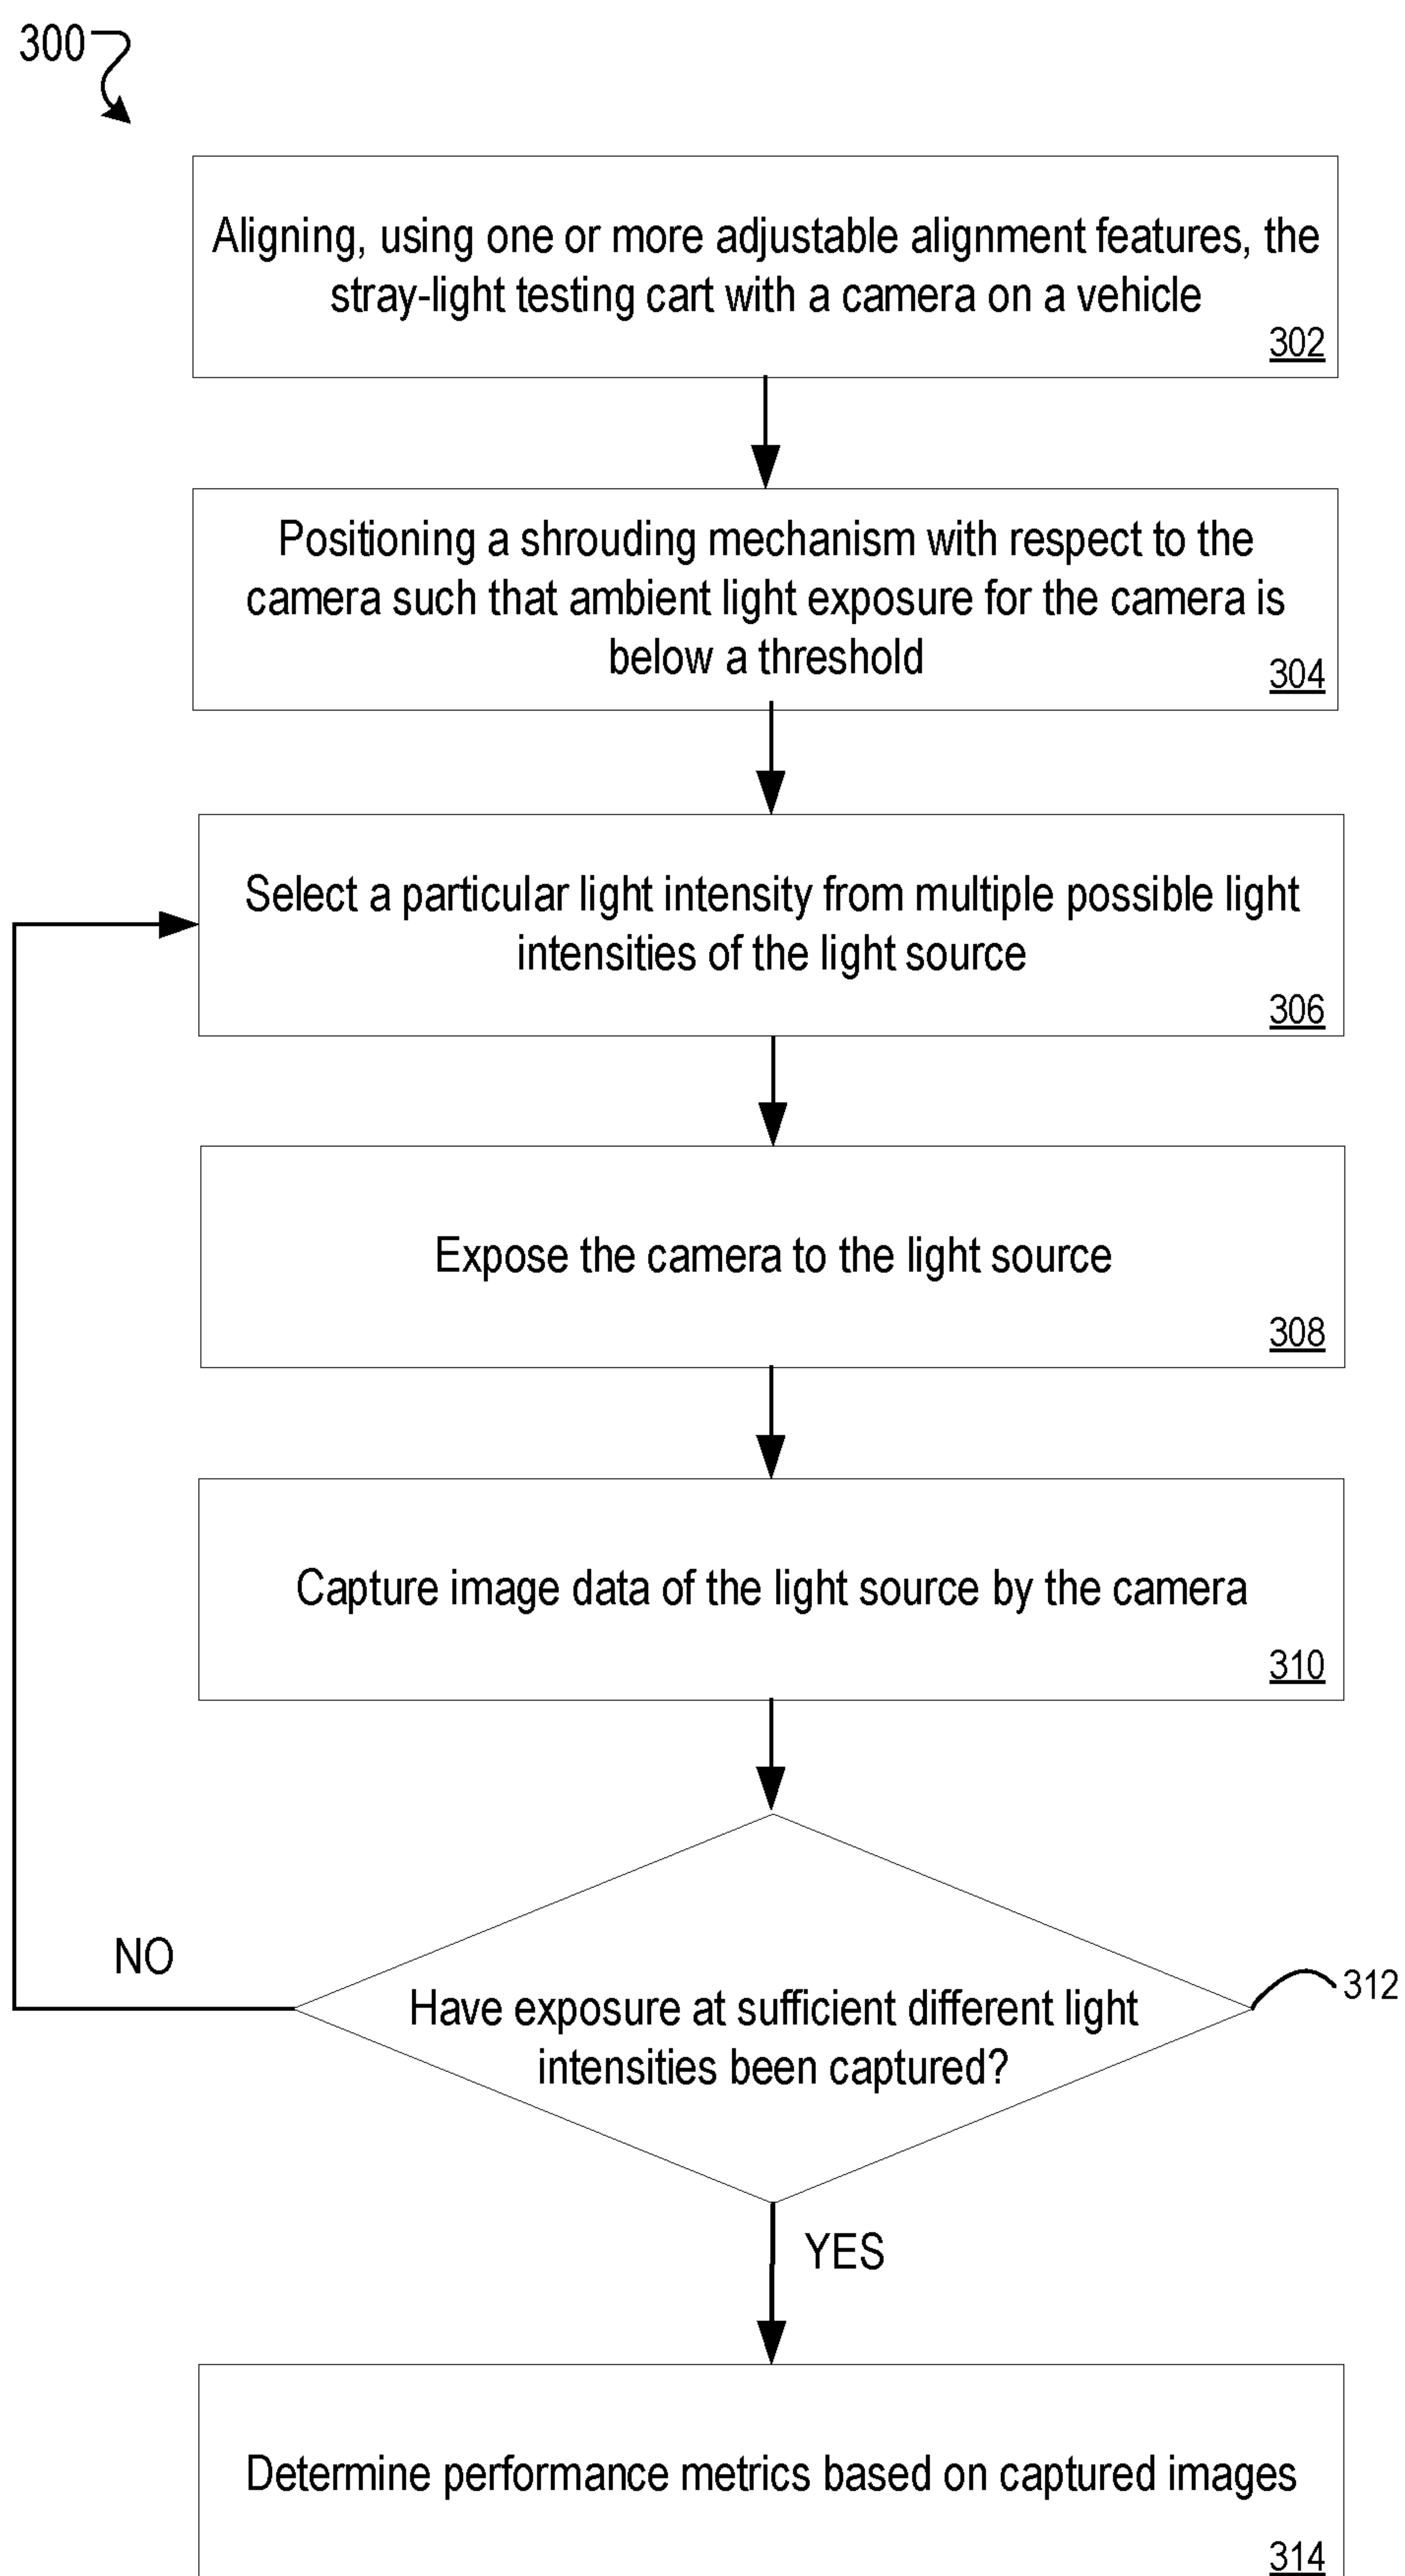 300
Aligning, using one or more adjustable alignment features, the
stray-light testing cart with a camera on a vehicle
302
Positioning a shrouding mechanism with respect to the
camera such that ambient light exposure for the camera is
below a threshold
304
Select a particular light intensity from multiple possible light
intensities of the light source
306
Expose the camera to the light source
308
Capture image data of the light source by the camera
310
NO
Have exposure at sufficient different light
intensities been captured?
312
YES
Determine performance metrics based on captured images
314